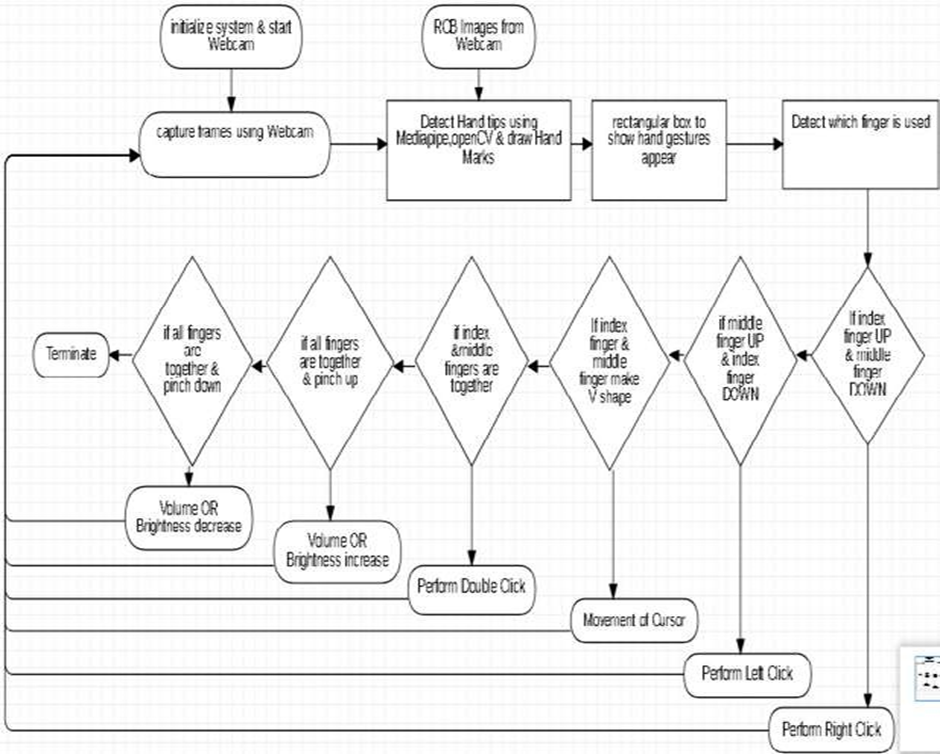 initialize system & start
Webcam
RCB Images from
Webcam
capture frames using Webcam
Detect Hand tips using
Mediapipe,openCV & draw Hand
Marks
rectangular box to
show hand gestures
appear
Detect which finger is used
Terminate
if all fingers
are
together &
pinch down
if all fingers
are together
& pinch up
if index
&middle
fingers are
together
If index
finger &
middle
finger make
V shape
if middle
finger UP
& index
finger
DOWN
If index
finger UP
& middle
finger
DOWN
Volume OR
Brightness decrease
Volume OR
Brightness increase
Perform Double Click
Movement of Cursor
Perform Left Click
Perform Right Click